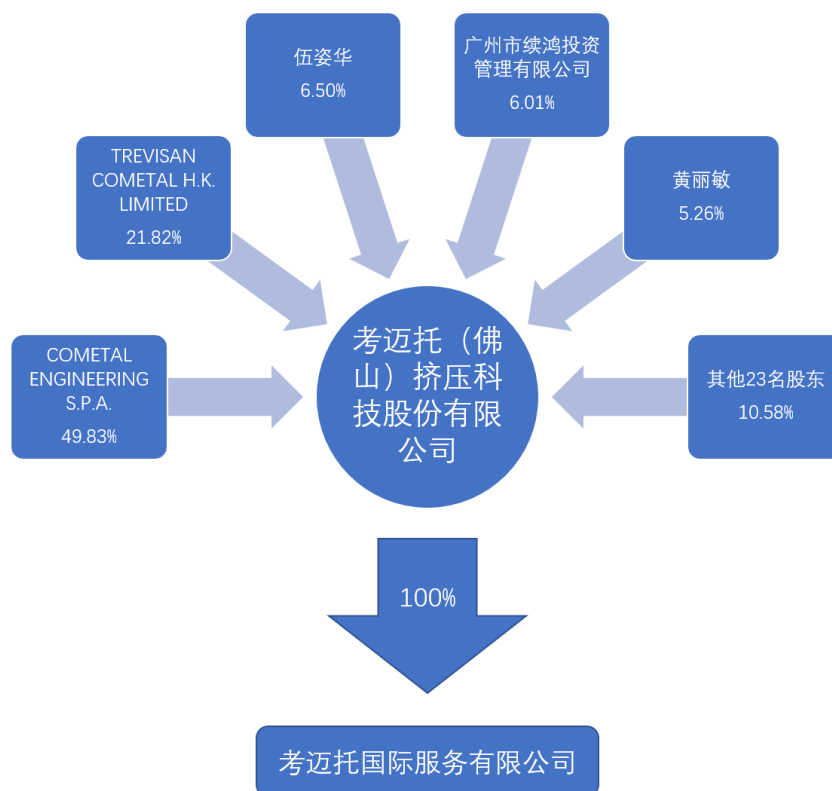 伍姿华
6.50%
广州市续鸿投资
管理有限公司
6.01%
TREVISAN
COMETAL H.K.
LIMITED
21.82%
黄丽敏
5.26%
COMETAL
ENGINEERING
S.P.A.
49.83%
考迈托（佛
山）挤压科
技股份有限
公司
其他23名股东
10.58%
100%
考迈托国际服务有限公司